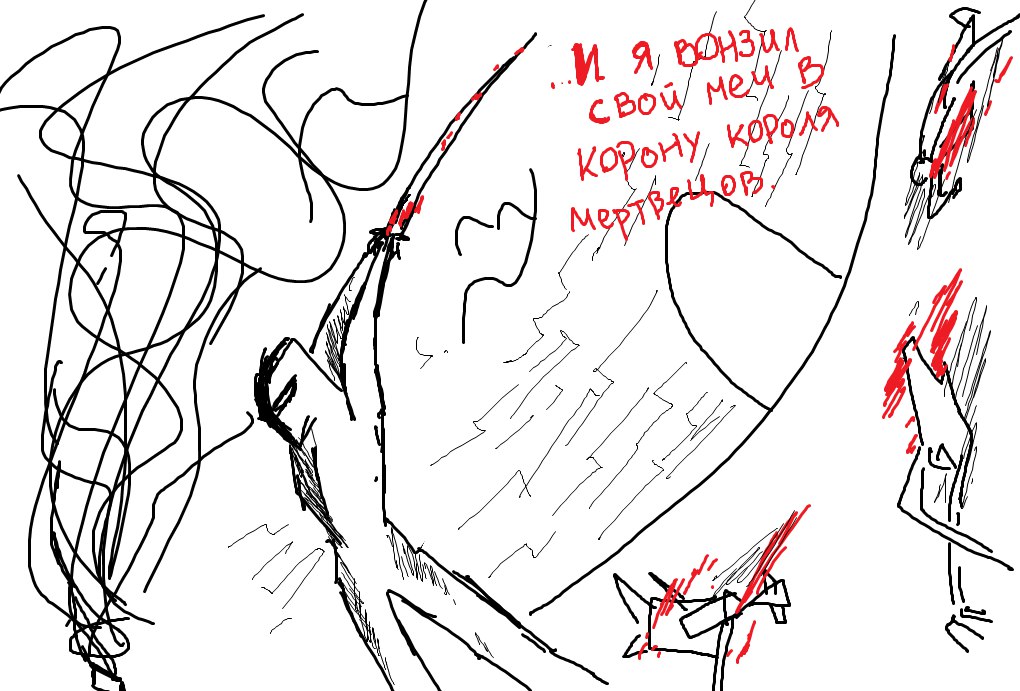 ...И я вонзил
свой меч в
корону короля
мертвецов.